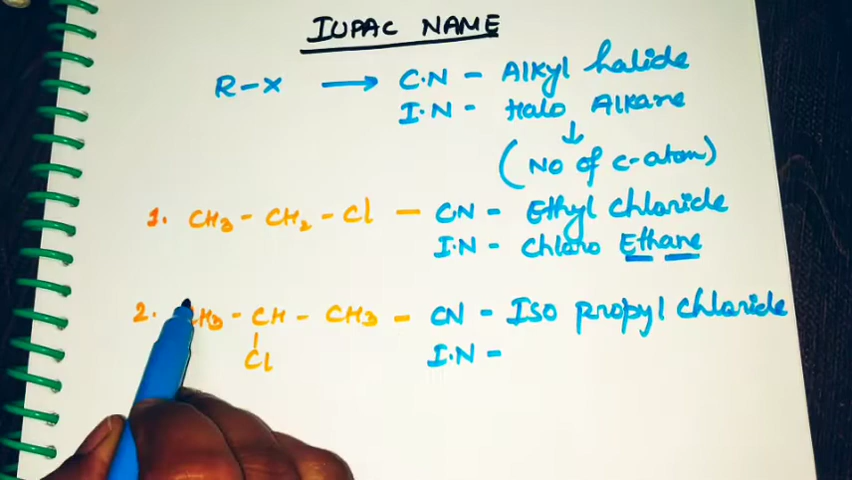 IUPAC NAME
R-X → C.N - Alkyl halide
I.N - Halo Alkane
↓
(No of c-atom)
1. CH3 - CH2 - Cl - CN - Ethyl chloride
I.N - Chloro Ethane
2. CH3 - CH - CH3 - CN - Iso propyl chloride
Cl I.N -